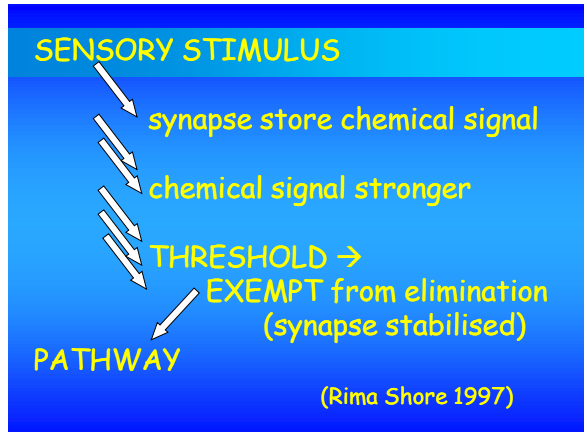 SENSORY STIMULUS
synapse store chemical signal
chemical signal stronger
THRESHOLD →
EXEMPT from elimination
(synapse stabilised)
PATHWAY
(Rima Shore 1997)